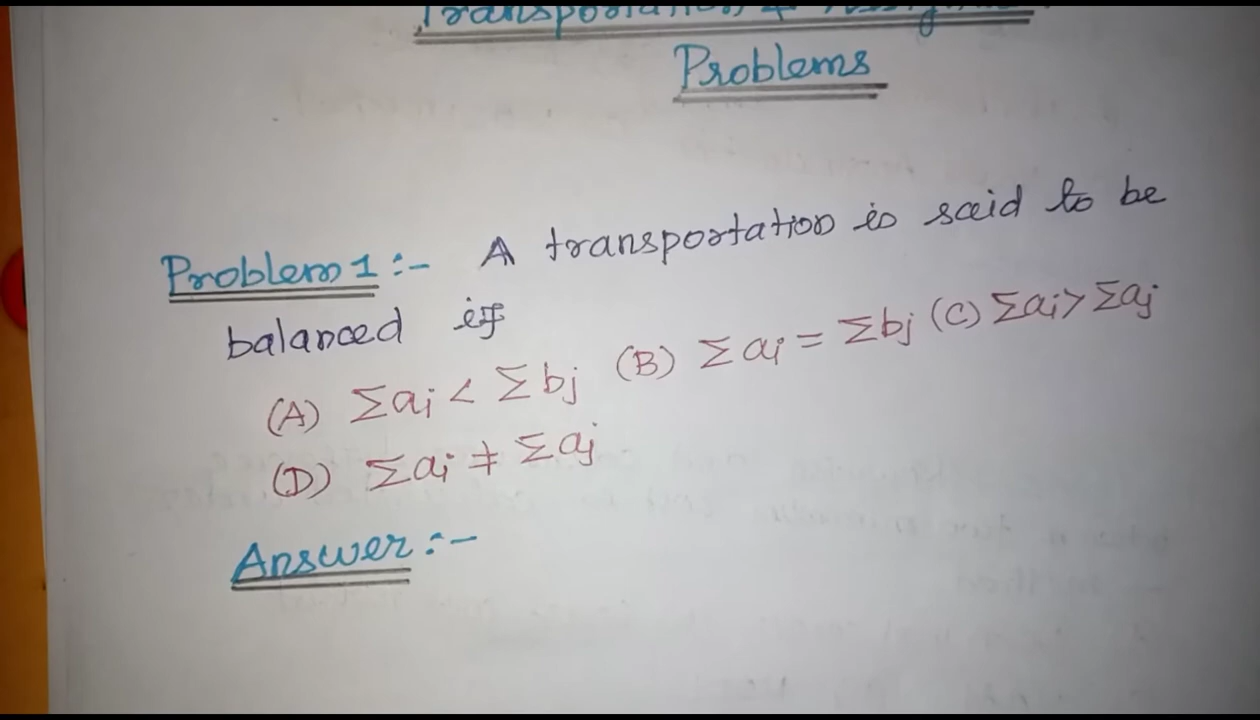 Transportation &
Problems
Problem 1 :- A transportation is said to be
balanced if
(A) Σai < Σbj (B) Σai = Σbj (C) Σai > Σaj
(D) Σai ≠ Σaj
Answer :-